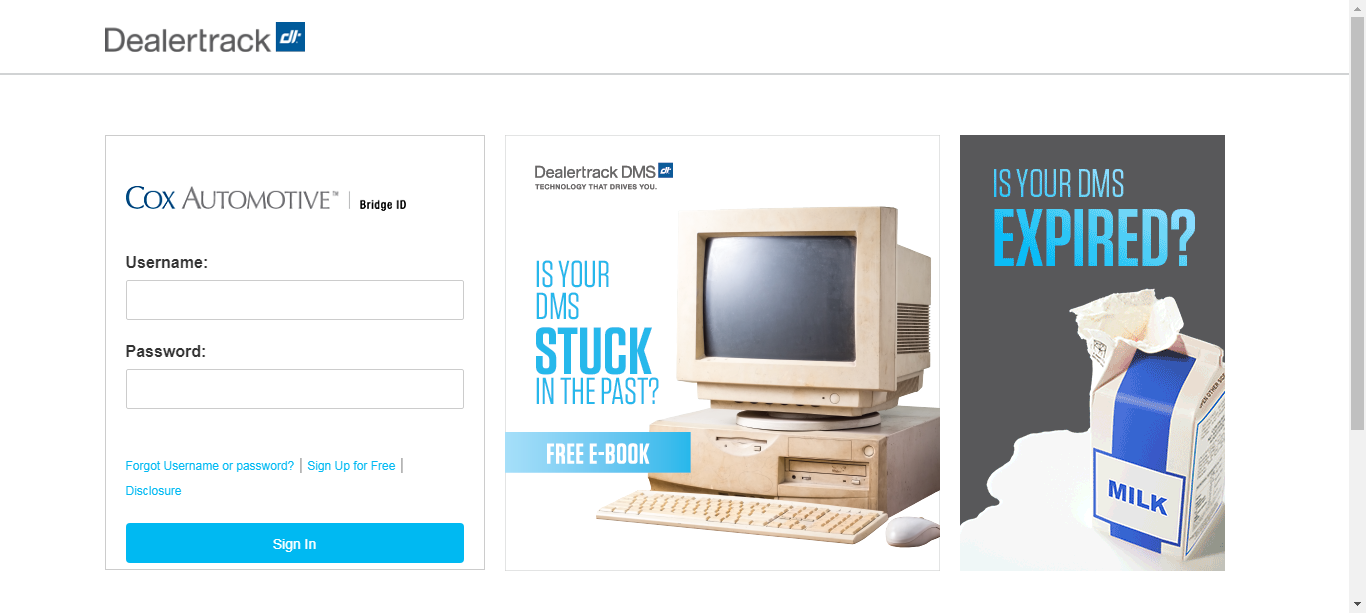 Dealertrack dt
COX AUTOMOTIVE™ | Bridge ID
Username:
Password:
Forgot Username or password? | Sign Up for Free |
Disclosure
Sign In
Dealertrack DMS dt
TECHNOLOGY THAT DRIVES YOU.
IS YOUR
DMS
STUCK
IN THE PAST?
FREE E-BOOK
IS YOUR DMS
EXPIRED?
MILK